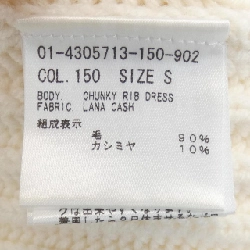 01-4305713-150-902
COL. 150 SIZE S
BODY. CHUNKY RIB DRESS
FABRIC. LANA CASH
組成表示
毛 90%
カシミヤ 10%